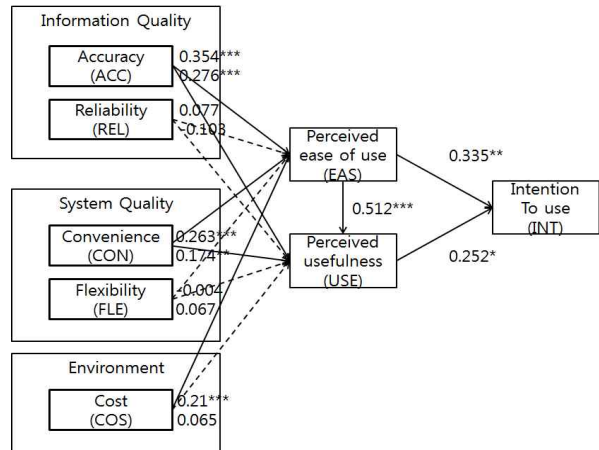 Information Quality
Accuracy
(ACC)
0.354***
0.276***
Reliability
(REL)
0.077
-0.103
System Quality
Convenience
(CON)
0.263***
0.174**
Flexibility
(FLE)
-0.004
0.067
Environment
Cost
(COS)
0.21***
0.065
Perceived
ease of use
(EAS)
0.512***
Perceived
usefulness
(USE)
0.335**
0.252*
Intention
To use
(INT)